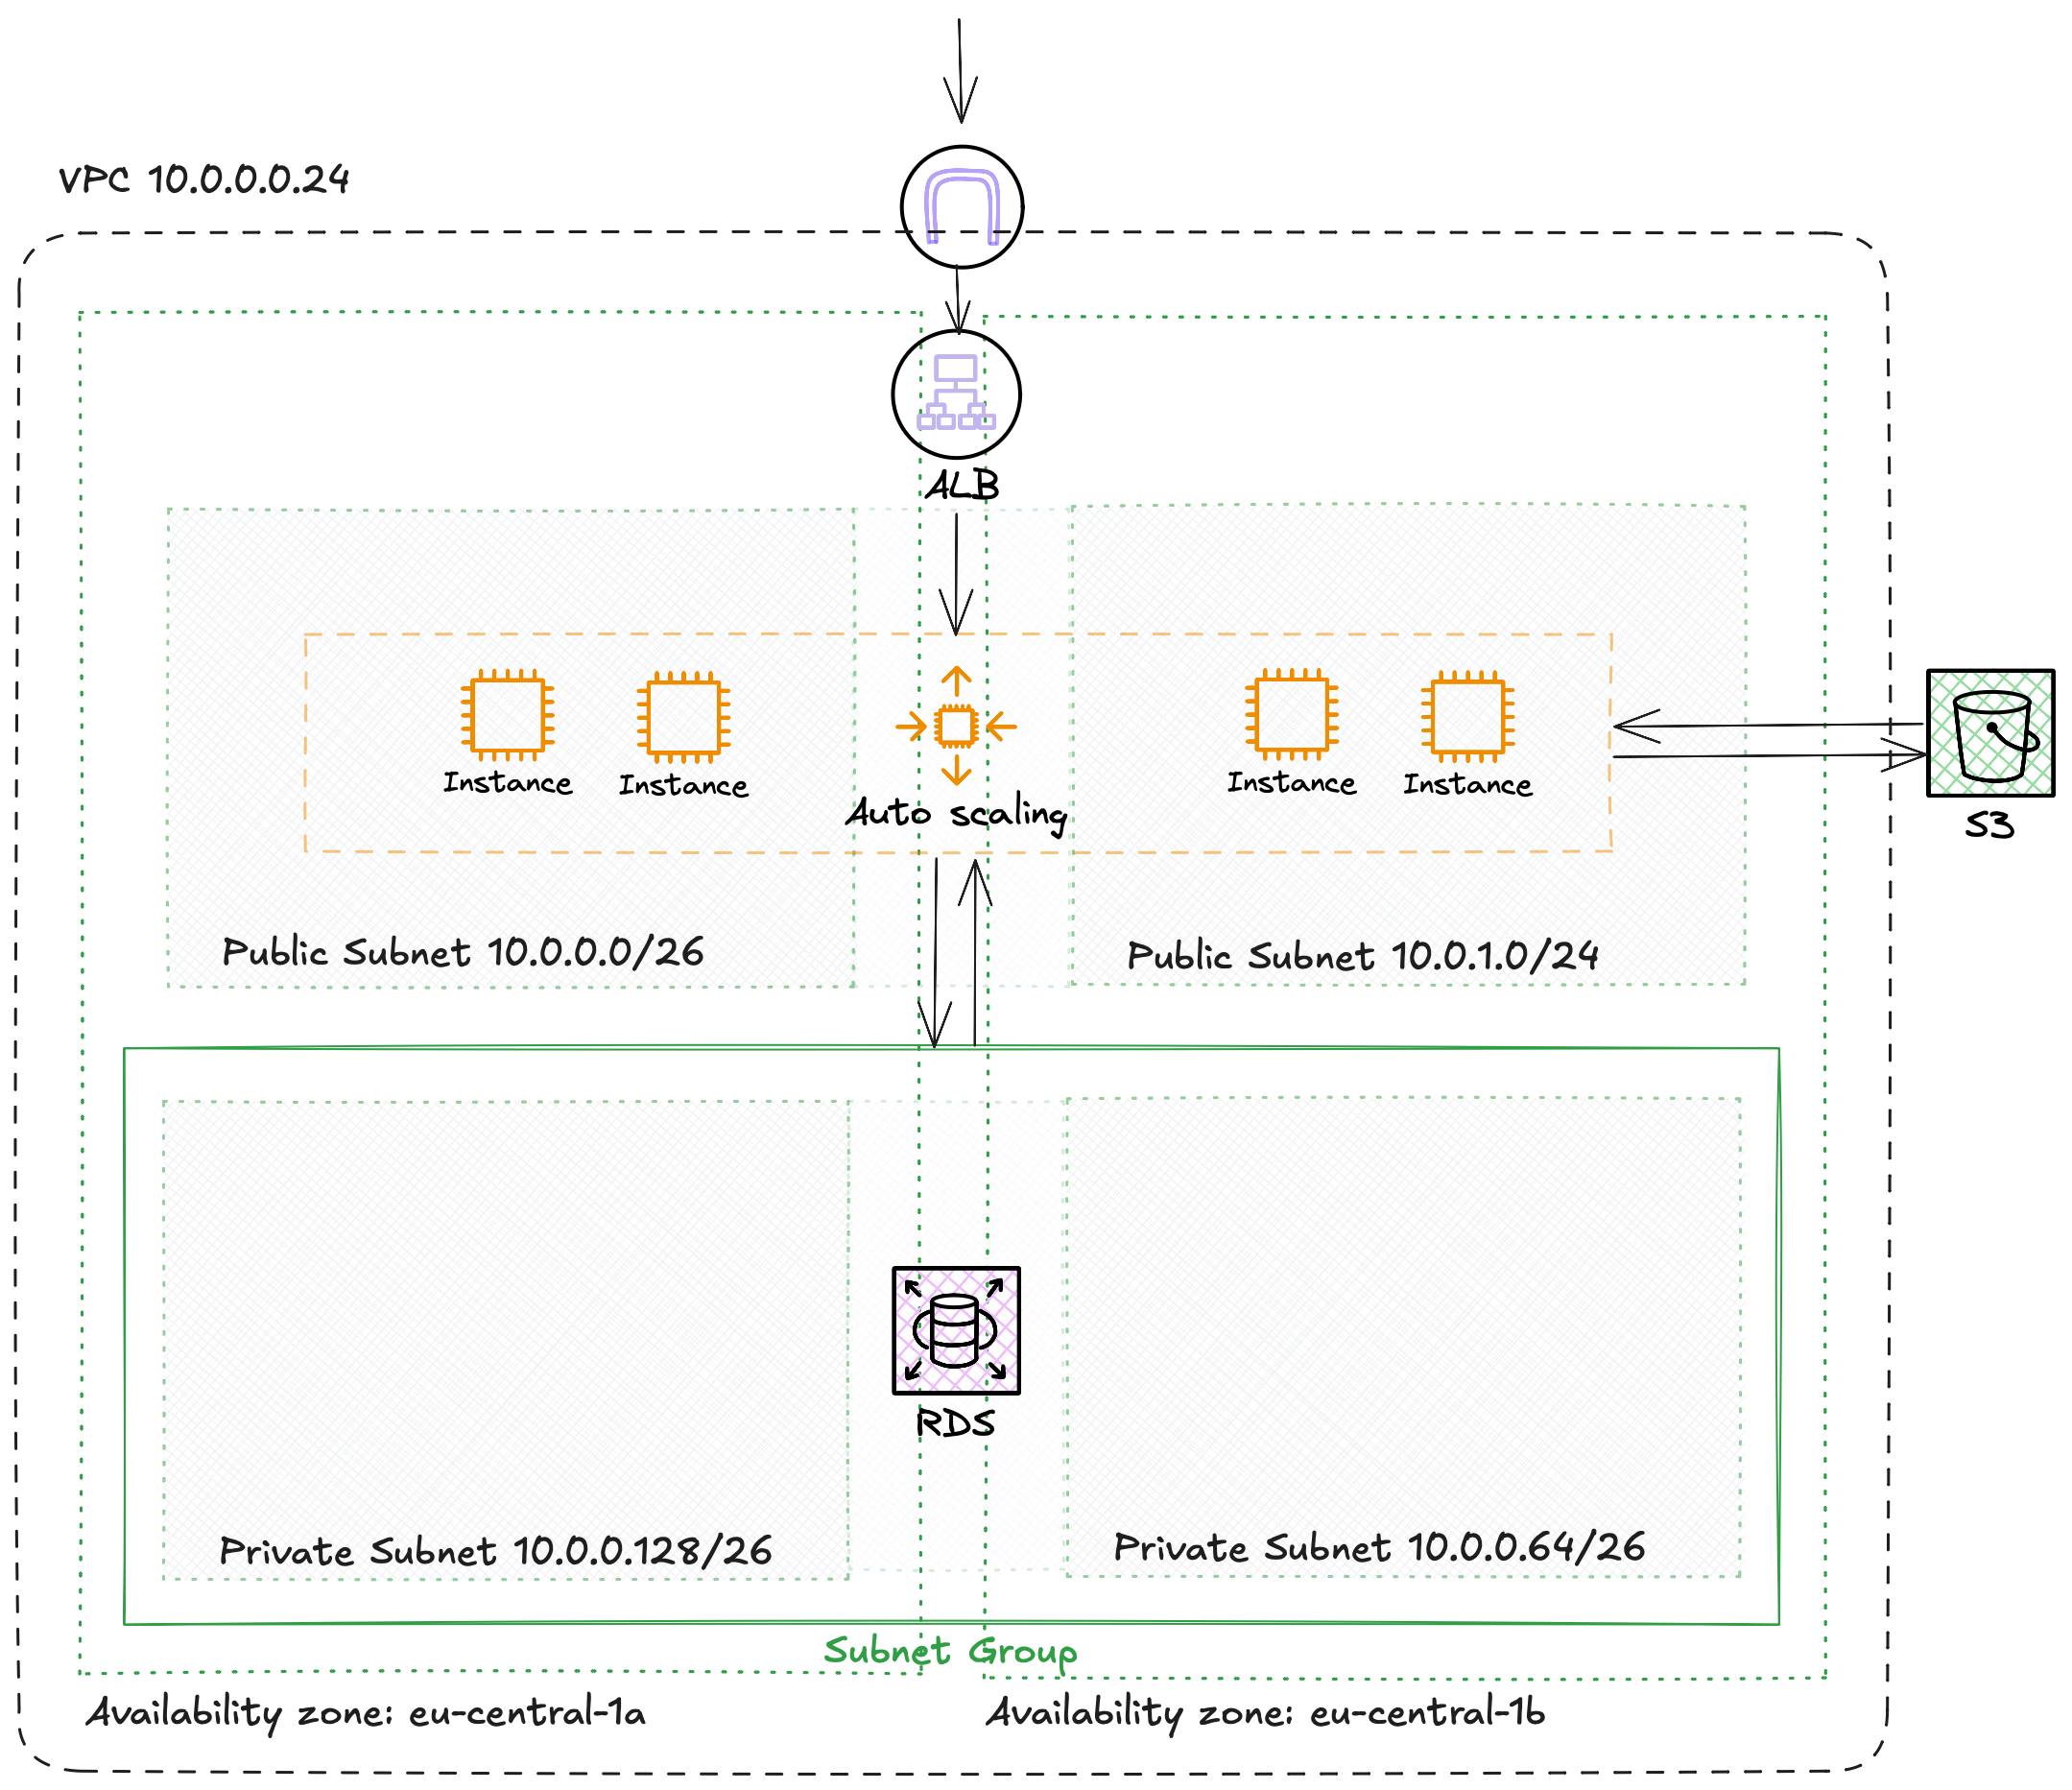 VPC 10.0.0.0.24
ALB
Instance
Instance
Auto scaling
Instance
Instance
S3
Public Subnet 10.0.0.0/26
Public Subnet 10.0.1.0/24
RDS
Private Subnet 10.0.0.128/26
Private Subnet 10.0.0.64/26
Subnet Group
Availability zone: eu-central-1a
Availability zone: eu-central-1b